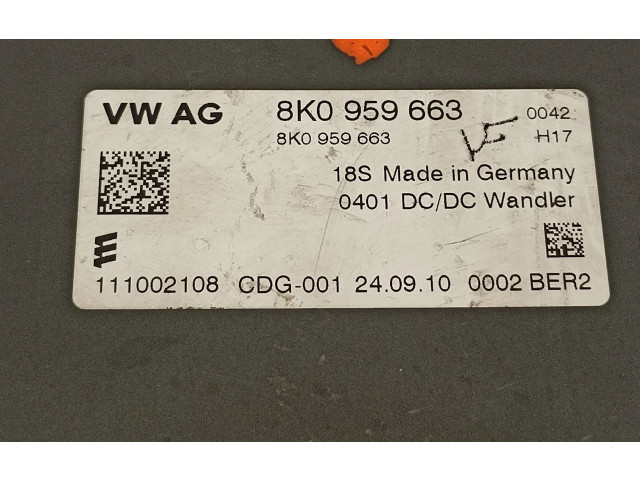 VW AG 8K0 959 663 0042
8K0 959 663 H17
18S Made in Germany
0401 DC/DC Wandler
111002108 CDG-001 24.09.10 0002 BER2